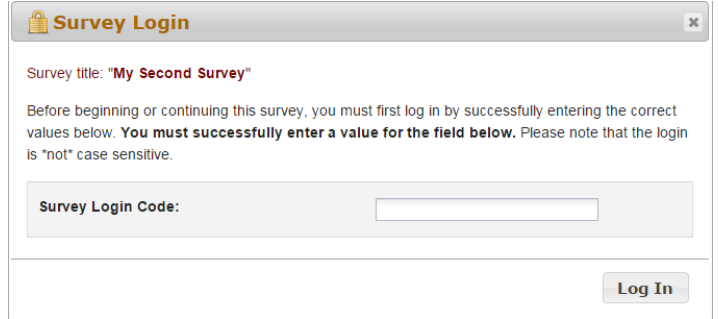 Survey Login
Survey title: "My Second Survey"
Before beginning or continuing this survey, you must first log in by successfully entering the correct
values below. You must successfully enter a value for the field below. Please note that the login
is *not* case sensitive.
Survey Login Code:
Log In